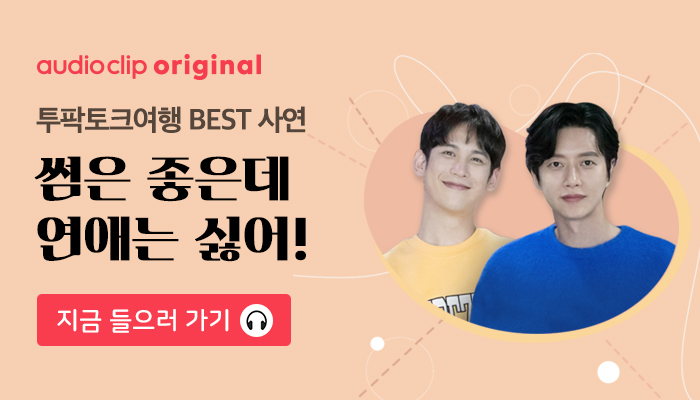 audioclip original
투팍토크여행 BEST 사연
썸은 좋은데
연애는 싫어!
지금 들으러 가기